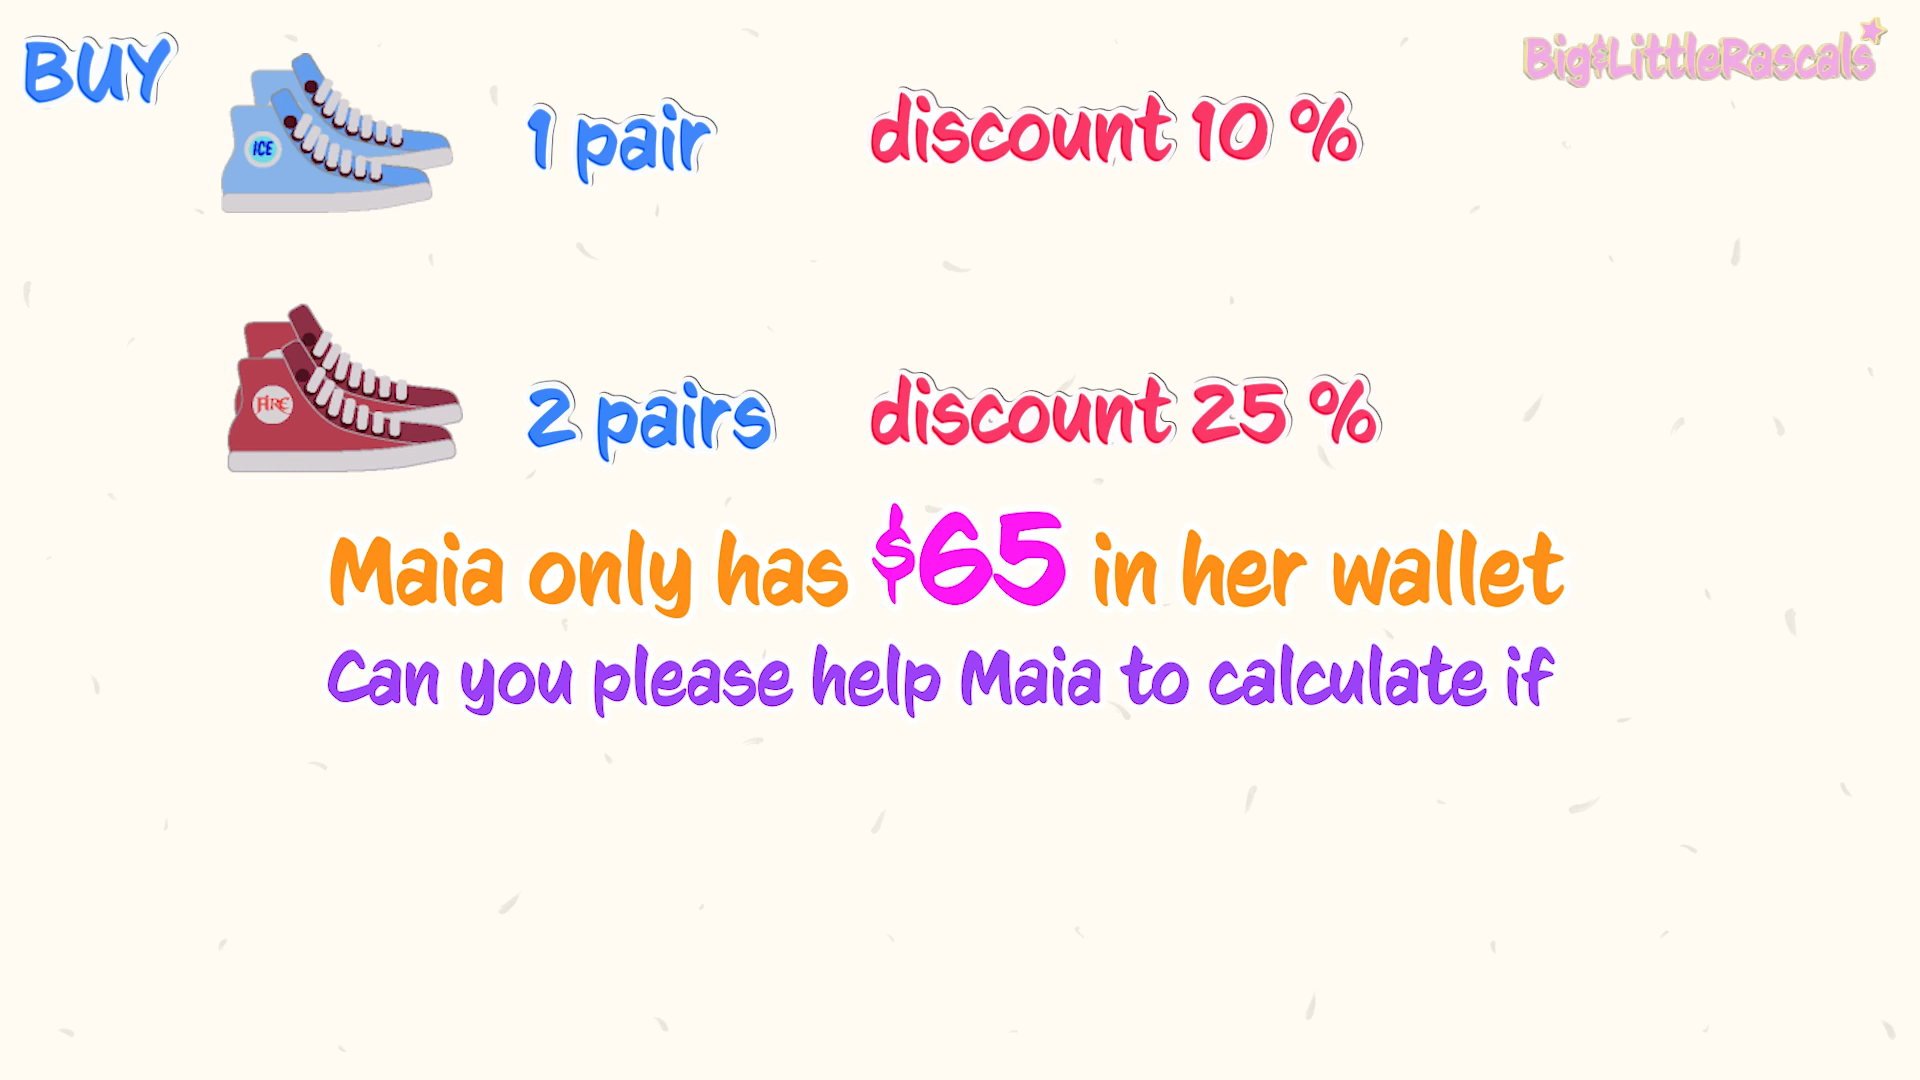 BUY
Big&LittleRascals
ICE
1 pair
discount 10 %
FIRE
2 pairs
discount 25 %
Maia only has $65 in her wallet
Can you please help Maia to calculate if